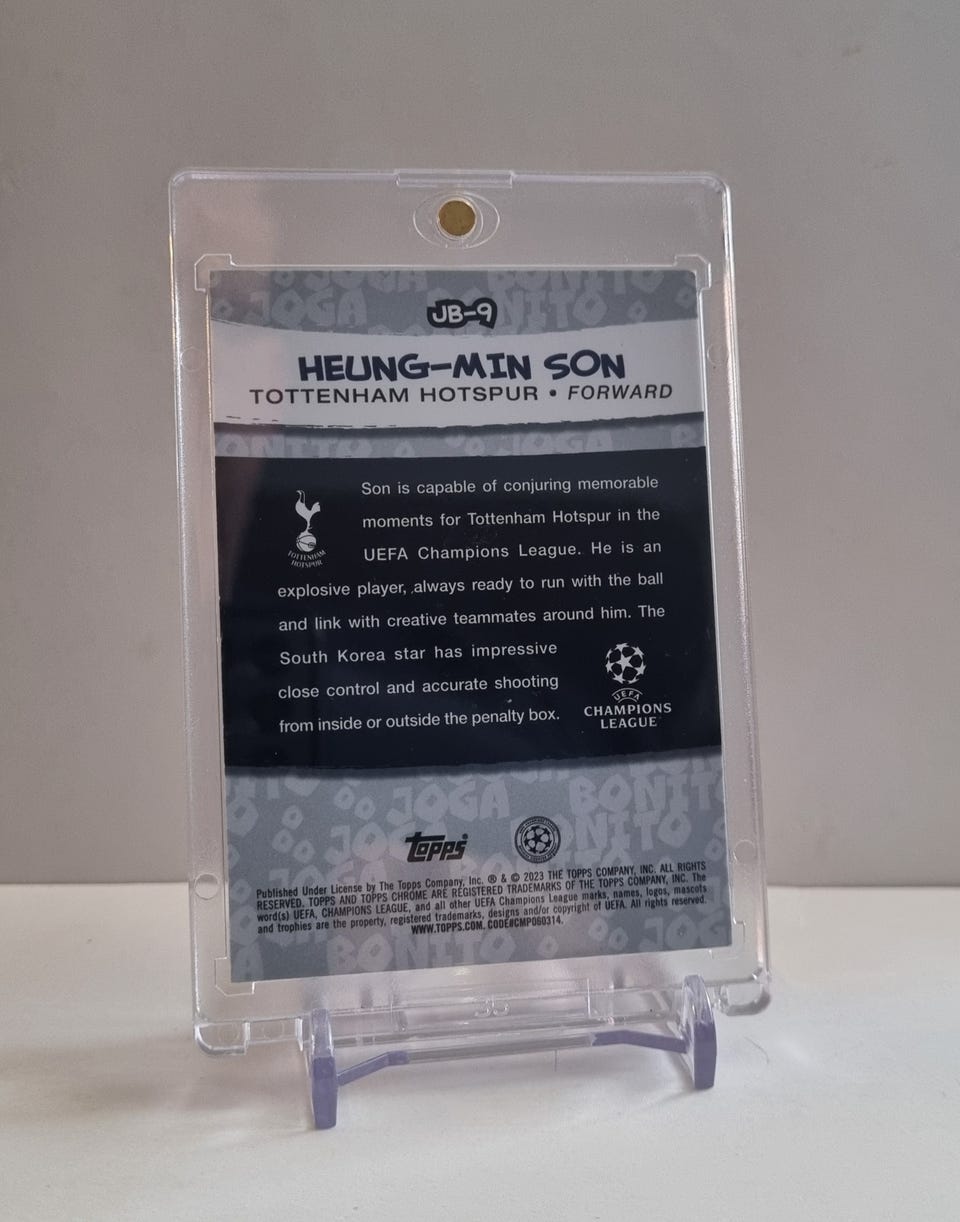 JB-9
HEUNG-MIN SON
TOTTENHAM HOTSPUR • FORWARD
Son is capable of conjuring memorable
moments for Tottenham Hotspur in the
UEFA Champions League. He is an
explosive player, always ready to run with the ball
and link with creative teammates around him. The
South Korea star has impressive
close control and accurate shooting
from inside or outside the penalty box.
TOTTENHAM
HOTSPUR
UEFA
CHAMPIONS
LEAGUE
JOGA BONITO
topps
Published Under License by The Topps Company, Inc. ® & © 2023 THE TOPPS COMPANY, INC. ALL RIGHTS
RESERVED. TOPPS AND TOPPS CHROME ARE REGISTERED TRADEMARKS OF THE TOPPS COMPANY, INC. The
word(s) UEFA, CHAMPIONS LEAGUE, and all other UEFA Champions League marks, names, logos, mascots
and trophies are the property, registered trademarks, designs and/or copyright of UEFA. All rights reserved.
WWW.TOPPS.COM. CODE#CMP060314.